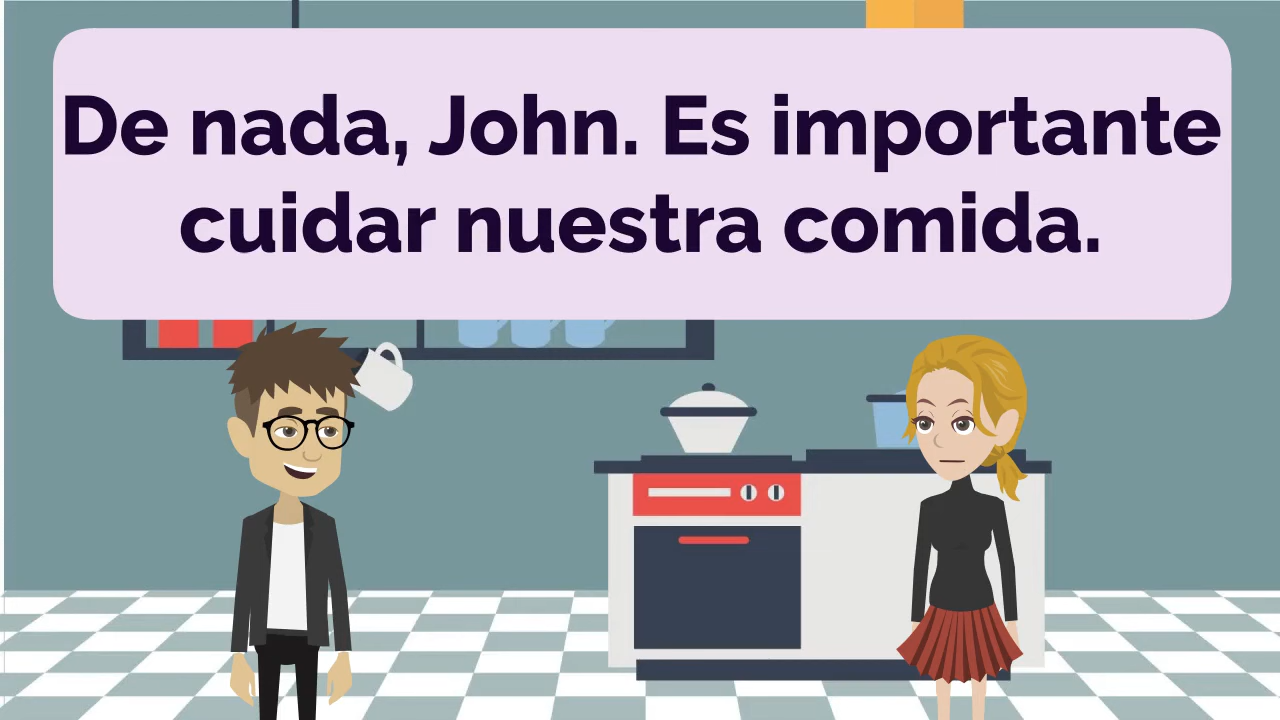 De nada, John. Es importante
cuidar nuestra comida.